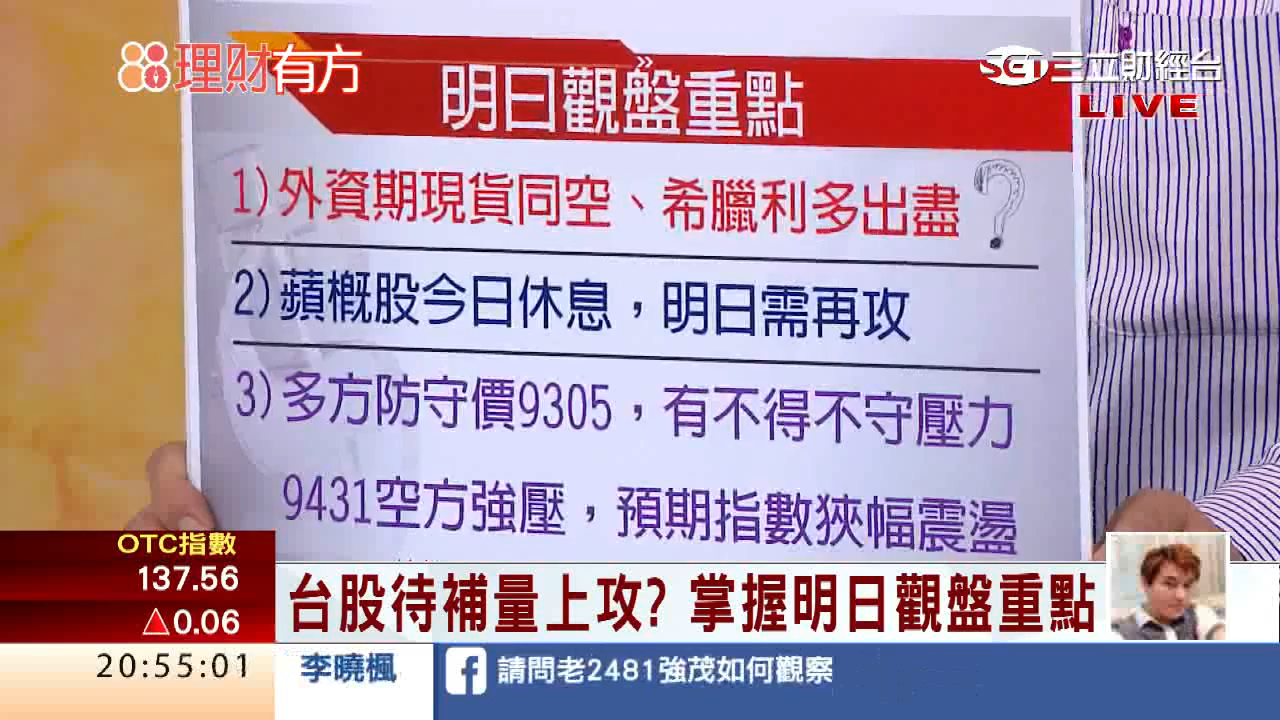 理財有方
SET 三立財經台
LIVE
明日觀盤重點
1)外資期現貨同空、希臘利多出盡?
2)蘋概股今日休息,明日需再攻
3)多方防守價9305,有不得不守壓力
9431空方強壓,預期指數狹幅震盪
OTC指數
137.56
△0.06
台股待補量上攻? 掌握明日觀盤重點
20:55:01
李曉楓
請問老2481強茂如何觀察